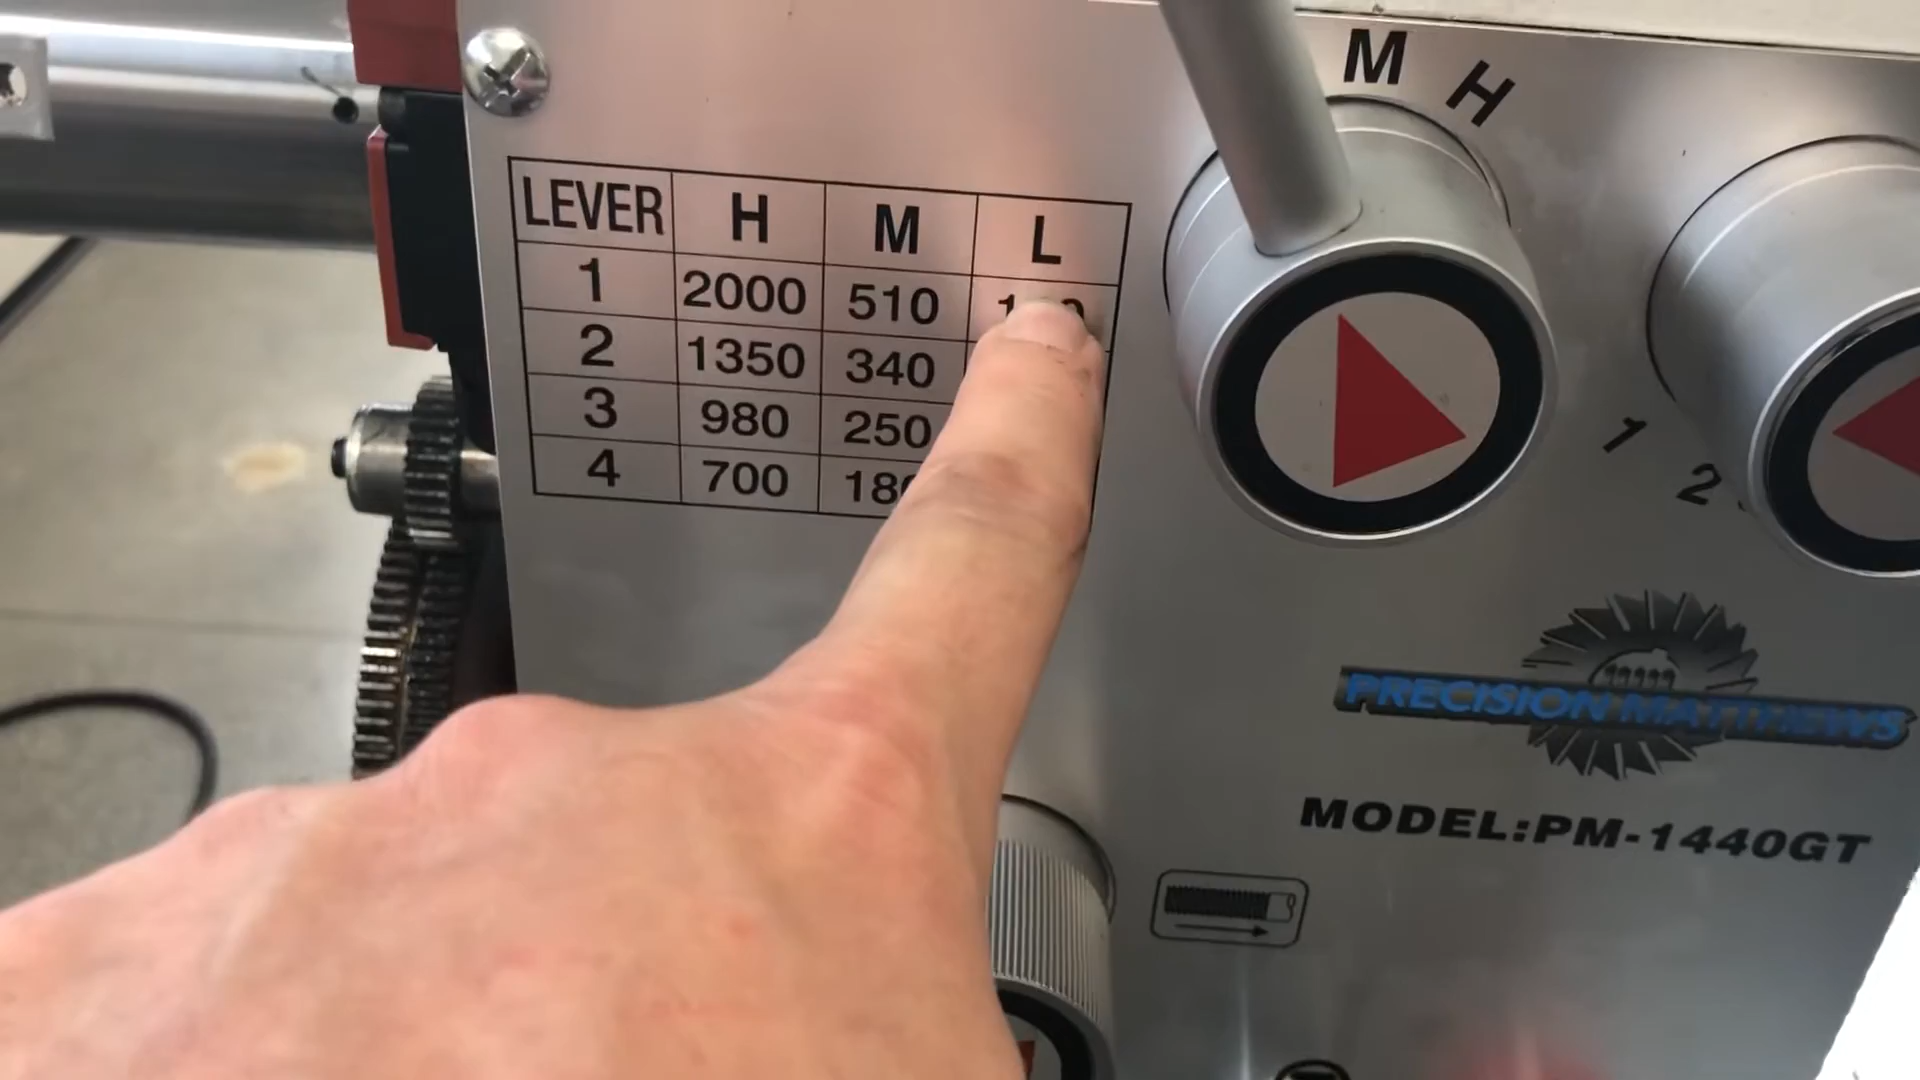 M H
LEVER H M L
1 2000 510
2 1350 340
3 980 250
4 700
1
2
PRECISION MATTHEWS
MODEL:PM-1440GT